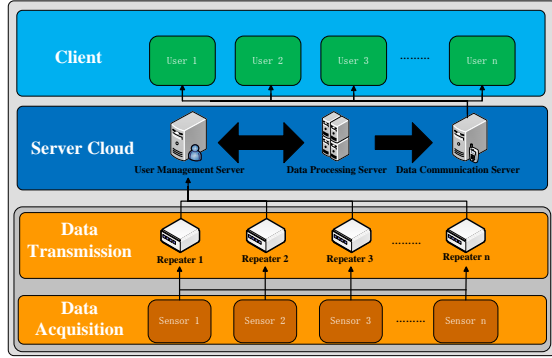 Client
User 1
User 2
User 3
.........
User n
Server Cloud
User Management Server
Data Processing Server
Data Communication Server
Data
Transmission
Repeater 1
Repeater 2
Repeater 3
.........
Repeater n
Data
Acquisition
Sensor 1
Sensor 2
Sensor 3
.........
Sensor n